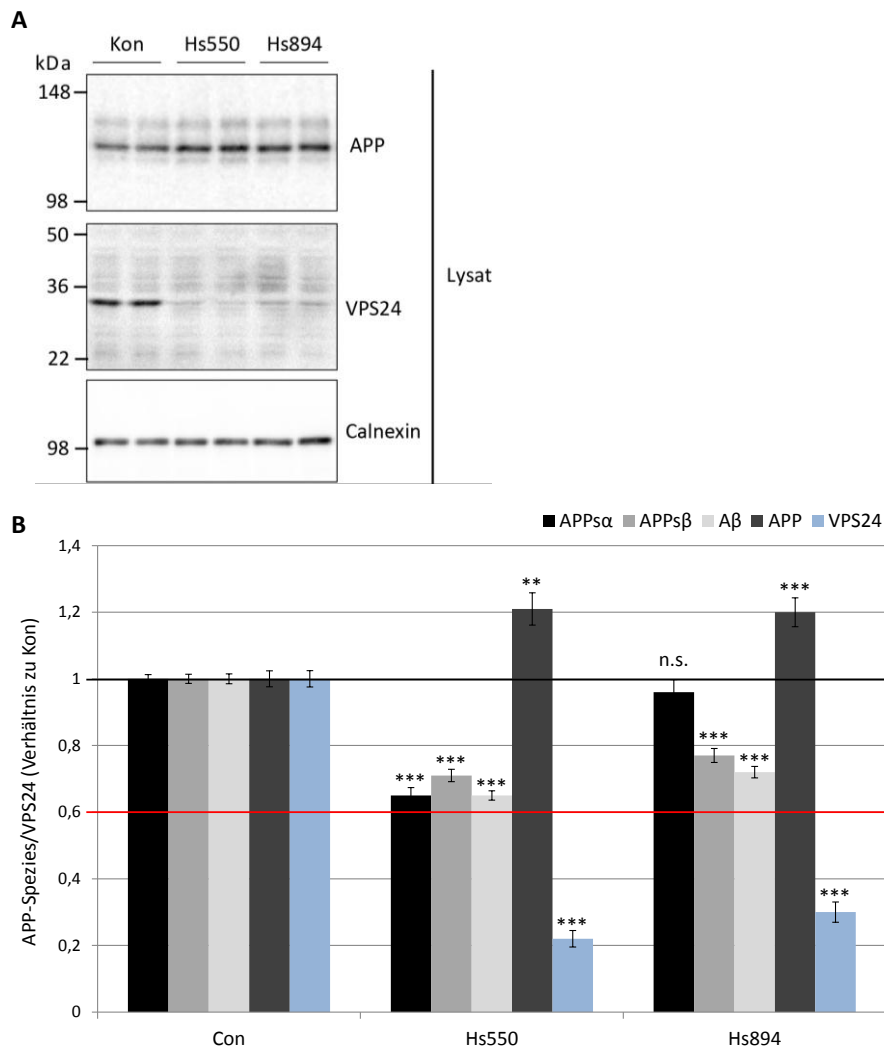 A
Kon Hs550 Hs894
kDa
148
APP
98
50
36
VPS24
22
Lysat
Calnexin
98
B
APPsα APPsβ Aβ APP VPS24
APP-Spezies/VPS24 (Verhältnis zu Kon)
1,4
1,2
1
0,8
0,6
0,4
0,2
0
*** *** *** ** ***
n.s. *** *** *** ***
Con Hs550 Hs894